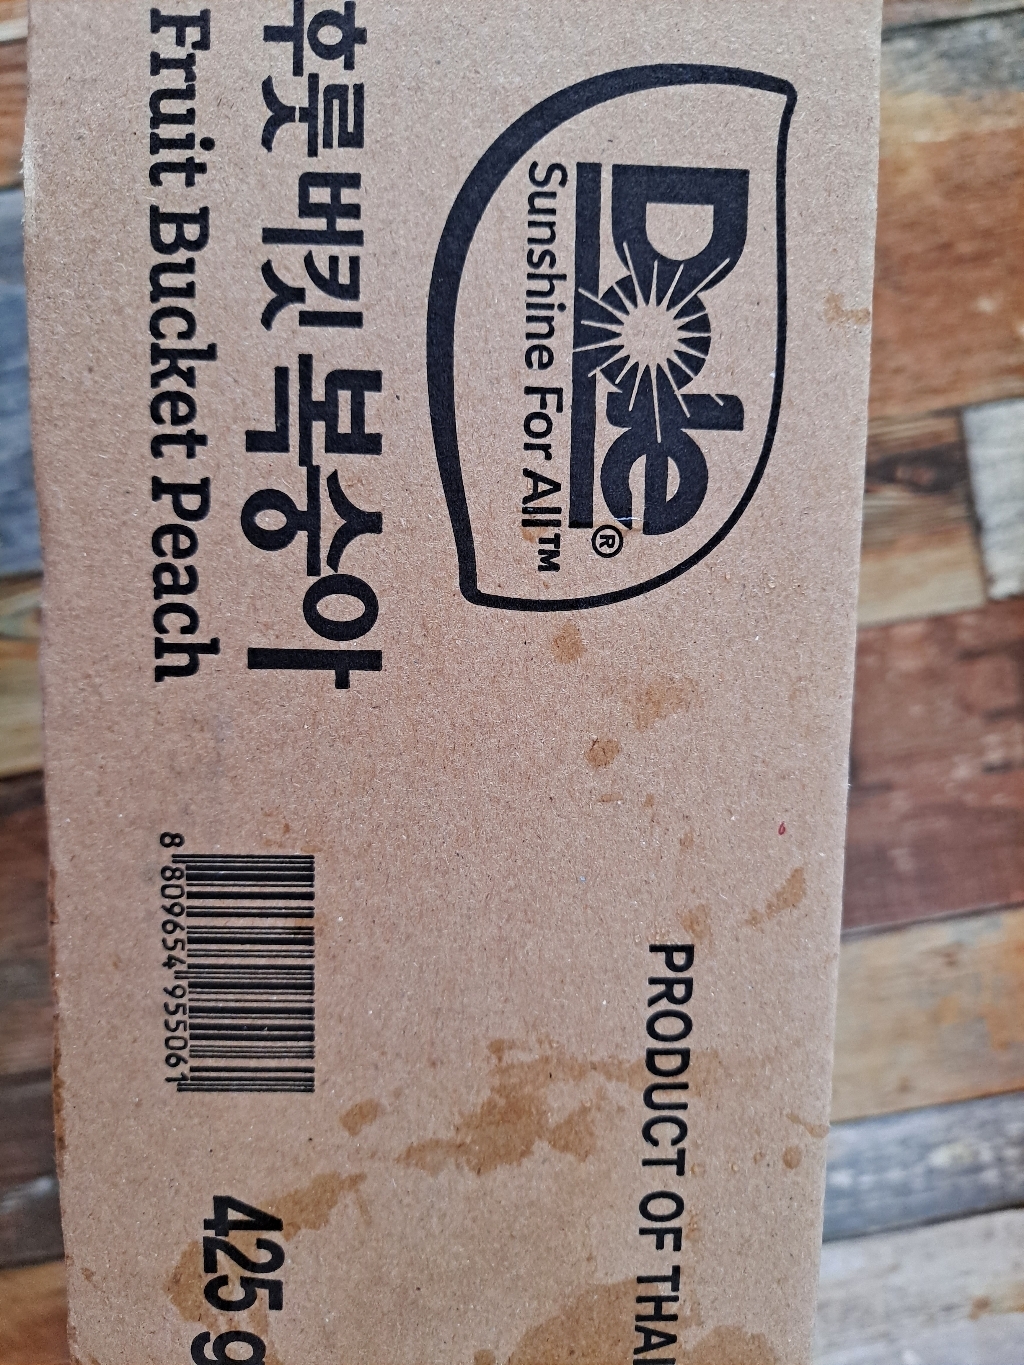 Dole®
Sunshine For All™
후룻버킷 복숭아
Fruit Bucket Peach
8 809654 955061
PRODUCT OF THAI
425 g